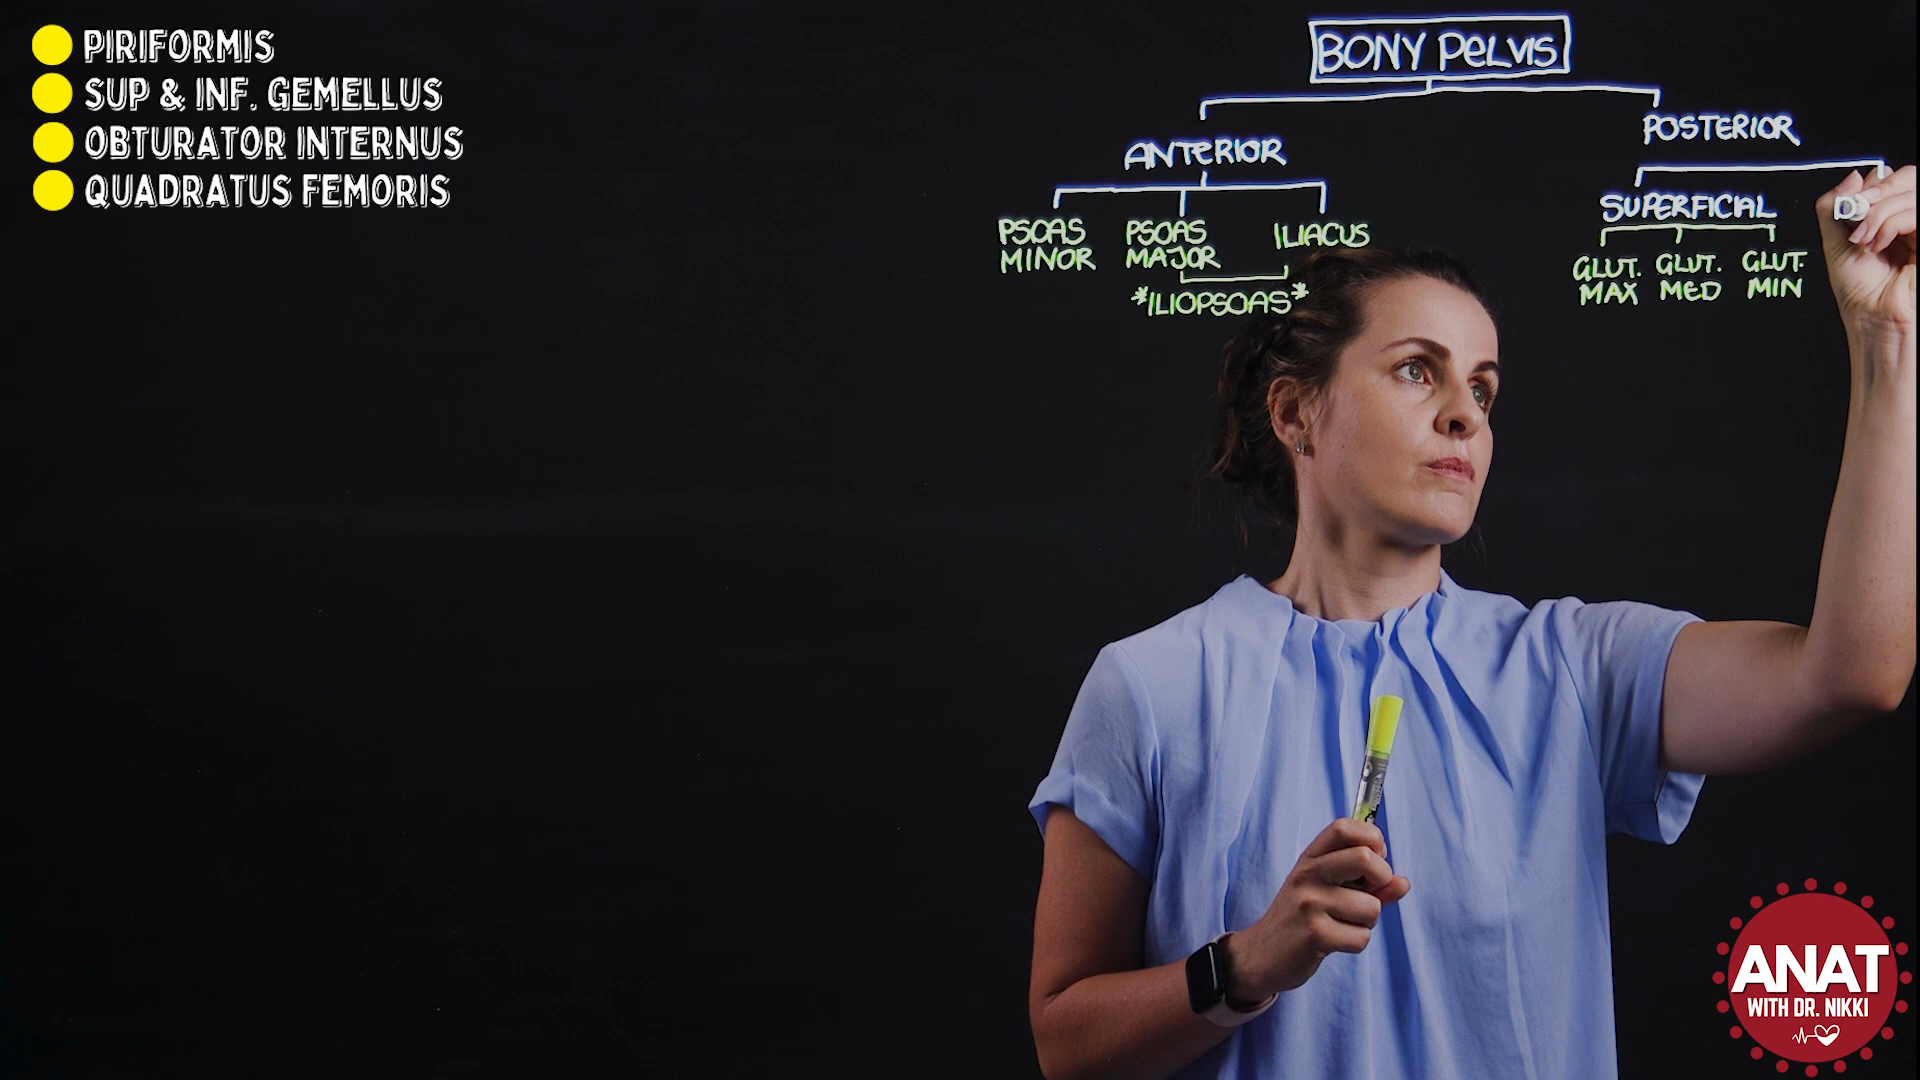 PIRIFORMIS
SUP & INF. GEMELLUS
OBTURATOR INTERNUS
QUADRATUS FEMORIS
BONY PELVIS
ANTERIOR
POSTERIOR
PSOAS
MINOR
PSOAS
MAJOR
ILIACUS
*ILIOPSOAS*
SUPERFICIAL
D
GLUT.
MAX
GLUT.
MED
GLUT.
MIN
ANAT
WITH DR. NIKKI